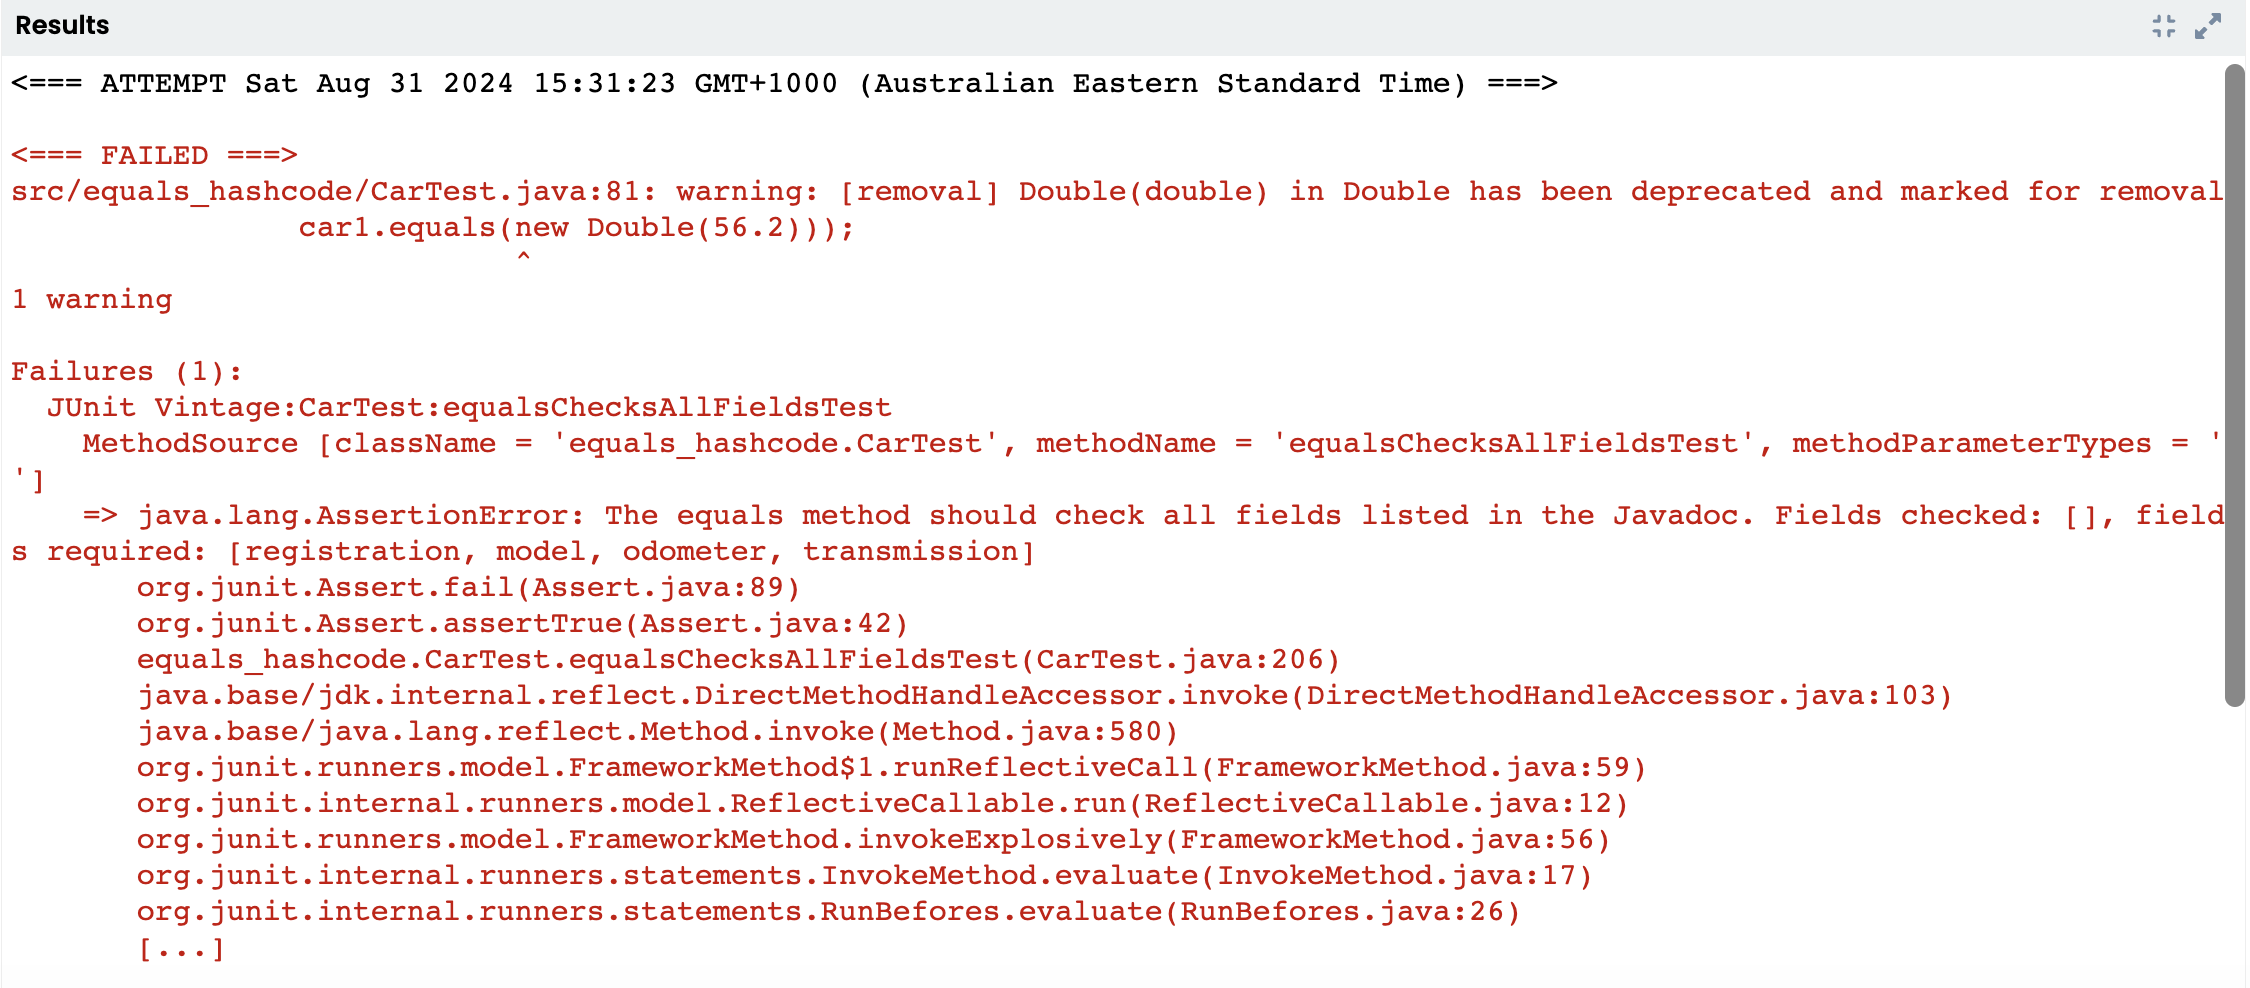 Results
<=== ATTEMPT Sat Aug 31 2024 15:31:23 GMT+1000 (Australian Eastern Standard Time) ===>
<=== FAILED ===>
src/equals_hashcode/CarTest.java:81: warning: [removal] Double(double) in Double has been deprecated and marked for removal
car1.equals(new Double(56.2)));
^
1 warning
Failures (1):
JUnit Vintage:CarTest:equalsChecksAllFieldsTest
MethodSource [className = 'equals_hashcode.CarTest', methodName = 'equalsChecksAllFieldsTest', methodParameterTypes = '
']
=> java.lang.AssertionError: The equals method should check all fields listed in the Javadoc. Fields checked: [], field
s required: [registration, model, odometer, transmission]
org.junit.Assert.fail(Assert.java:89)
org.junit.Assert.assertTrue(Assert.java:42)
equals_hashcode.CarTest.equalsChecksAllFieldsTest(CarTest.java:206)
java.base/jdk.internal.reflect.DirectMethodHandleAccessor.invoke(DirectMethodHandleAccessor.java:103)
java.base/java.lang.reflect.Method.invoke(Method.java:580)
org.junit.runners.model.FrameworkMethod$1.runReflectiveCall(FrameworkMethod.java:59)
org.junit.internal.runners.model.ReflectiveCallable.run(ReflectiveCallable.java:12)
org.junit.runners.model.FrameworkMethod.invokeExplosively(FrameworkMethod.java:56)
org.junit.internal.runners.statements.InvokeMethod.evaluate(InvokeMethod.java:17)
org.junit.internal.runners.statements.RunBefores.evaluate(RunBefores.java:26)
[...]